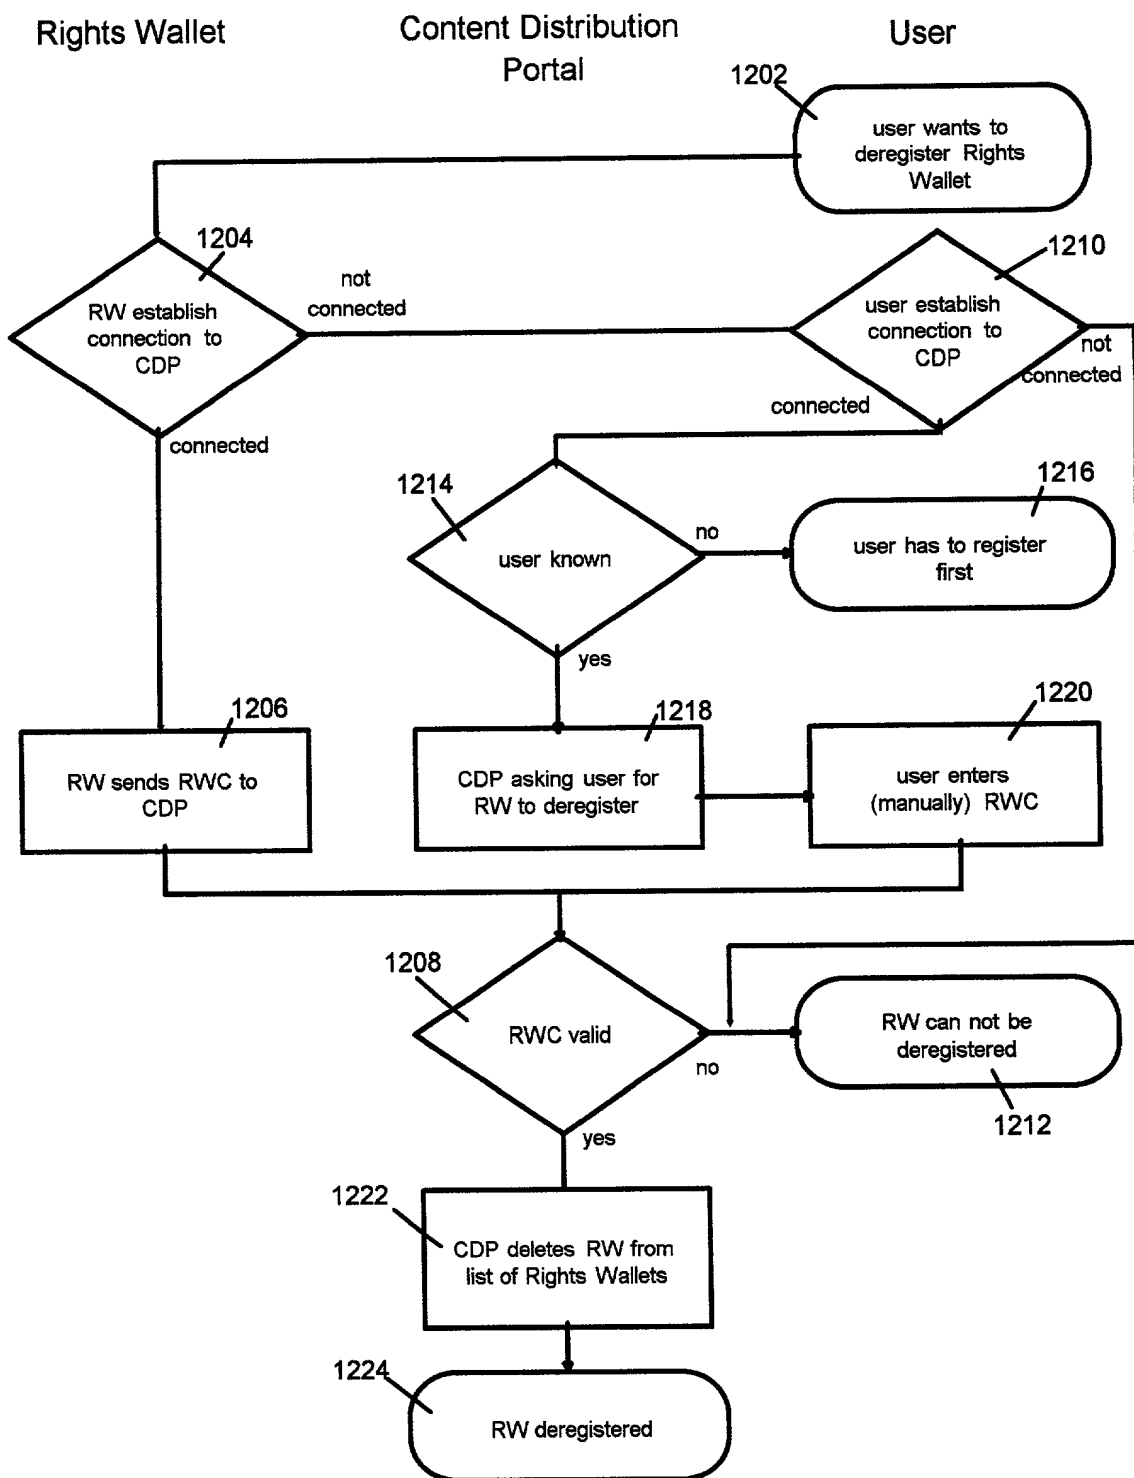 Rights Wallet
Content Distribution
Portal
User
1202
user wants to
deregister Rights
Wallet
1204
RW establish
connection to
CDP
not
connected
1210
user establish
connection to
CDP
not
connected
connected
connected
1214
user known
no
1216
user has to register
first
yes
1206
RW sends RWC to
CDP
1218
CDP asking user for
RW to deregister
1220
user enters
(manually) RWC
1208
RWC valid
no
RW can not be
deregistered
1212
yes
1222
CDP deletes RW from
list of Rights Wallets
1224
RW deregistered